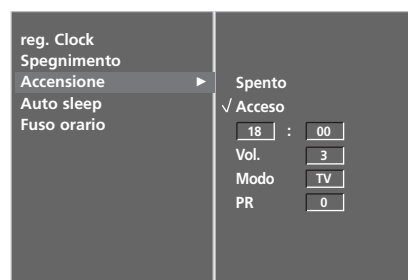 reg. Clock
Spegnimento
Accensione ►
Auto sleep
Fuso orario
Spento
√ Acceso
18 : 00
Vol. 3
Modo TV
PR 0